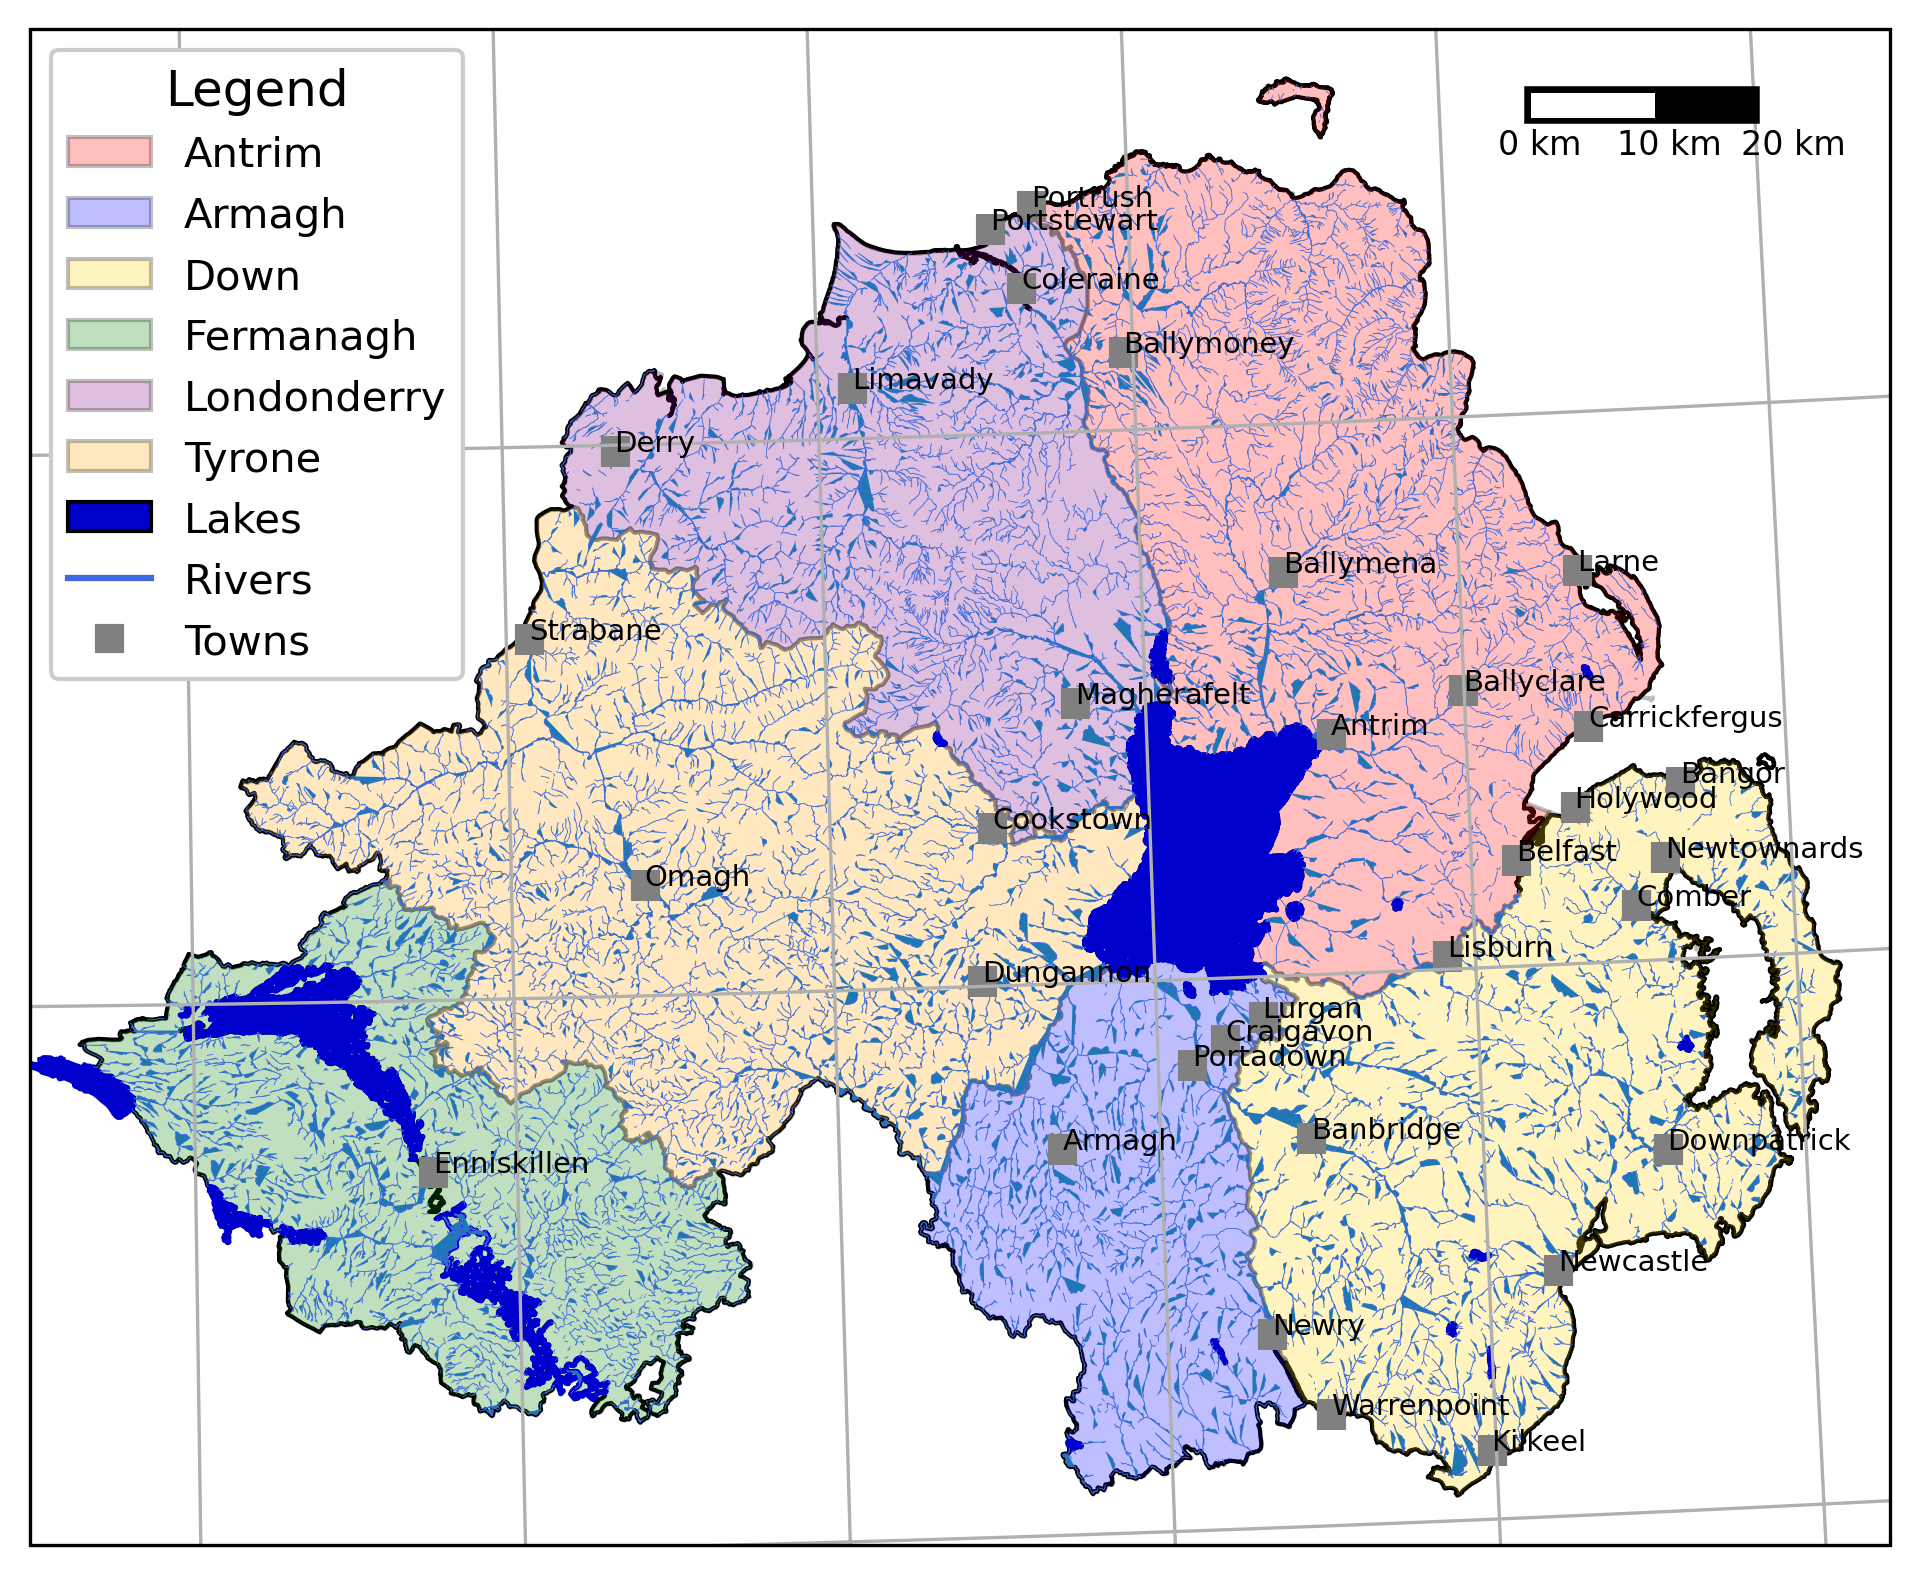 Legend
Antrim
Armagh
Down
Fermanagh
Londonderry
Tyrone
Lakes
Rivers
Towns
0 km 10 km 20 km
Portrush
Portstewart
Coleraine
Ballymoney
Limavady
Derry
Larne
Ballymena
Strabane
Ballyclare
Magherafelt
Carrickfergus
Antrim
Bangor
Holywood
Cookstown
Newtownards
Belfast
Omagh
Comber
Lisburn
Dungannon
Lurgan
Craigavon
Portadown
Banbridge
Armagh
Downpatrick
Enniskillen
Newcastle
Newry
Warrenpoint
Kilkeel